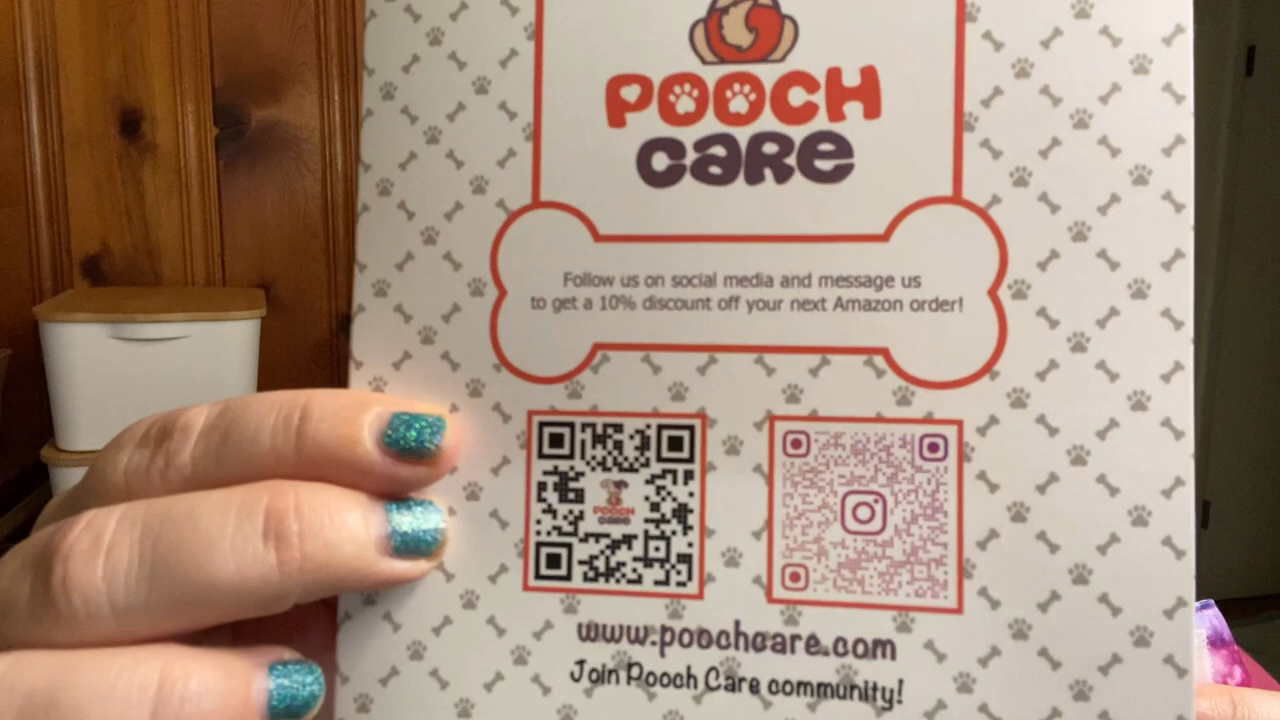 POOCH
CARE
Follow us on social media and message us
to get a 10% discount off your next Amazon order!
POOCH
CARE
www.poochcare.com
Join Pooch Care community!